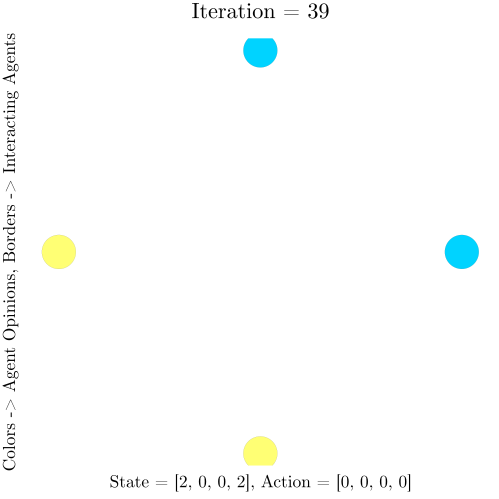 Iteration = 39
Colors -> Agent Opinions, Borders -> Interacting Agents
State = [2, 0, 0, 2], Action = [0, 0, 0, 0]